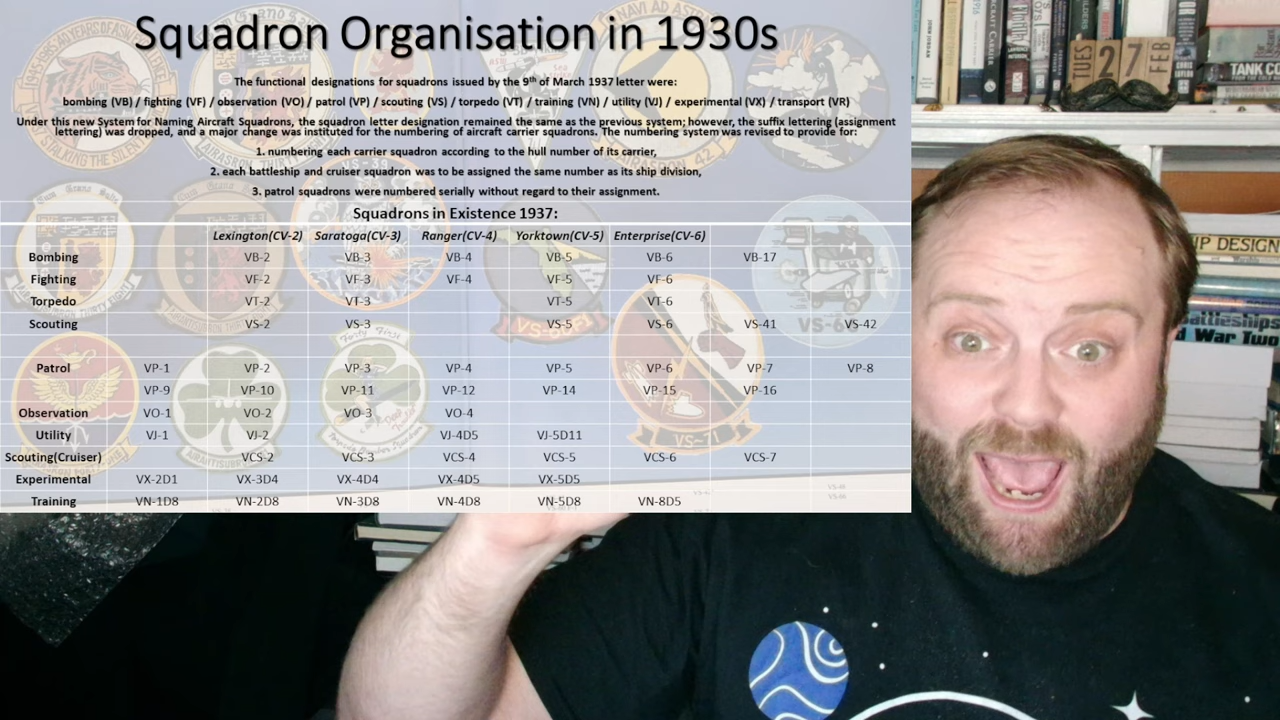 Squadron Organisation in 1930s
The functional designations for squadrons issued by the 9th of March 1937 letter were:
bombing (VB) / fighting (VF) / observation (VO) / patrol (VP) / scouting (VS) / torpedo (VT) / training (VN) / utility (VJ) / experimental (VX) / transport (VR)
Under this new System for Naming Aircraft Squadrons, the squadron letter designation remained the same as the previous system; however, the suffix lettering (assignment
lettering) was dropped, and a major change was instituted for the numbering of aircraft carrier squadrons. The numbering system was revised to provide for:
1. numbering each carrier squadron according to the hull number of its carrier,
2. each battleship and cruiser squadron was to be assigned the same number as its ship division,
3. patrol squadrons were numbered serially without regard to their assignment.
Squadrons in Existence 1937:
Lexington(CV-2) Saratoga(CV-3) Ranger(CV-4) Yorktown(CV-5) Enterprise(CV-6)
Bombing VB-2 VB-3 VB-4 VB-5 VB-6 VB-17
Fighting VF-2 VF-3 VF-4 VF-5 VF-6
Torpedo VT-2 VT-3 VT-5 VT-6
Scouting VS-2 VS-3 VS-5 VS-6 VS-41 VS-42
Patrol VP-1 VP-2 VP-3 VP-4 VP-5 VP-6 VP-7 VP-8
VP-9 VP-10 VP-11 VP-12 VP-14 VP-15 VP-16
Observation VO-1 VO-2 VO-3 VO-4
Utility VJ-1 VJ-2 VJ-4D5 VJ-5D11
Scouting(Cruiser) VCS-2 VCS-3 VCS-4 VCS-5 VCS-6 VCS-7
Experimental VX-2D1 VX-3D4 VX-4D4 VX-4D5 VX-5D5
Training VN-1D8 VN-2D8 VN-3D8 VN-4D8 VN-5D8 VN-8D5
NAVI AD
AIRASRON 42
VS-71
TUES 27 FEB
TANK
DESIGN
War Two